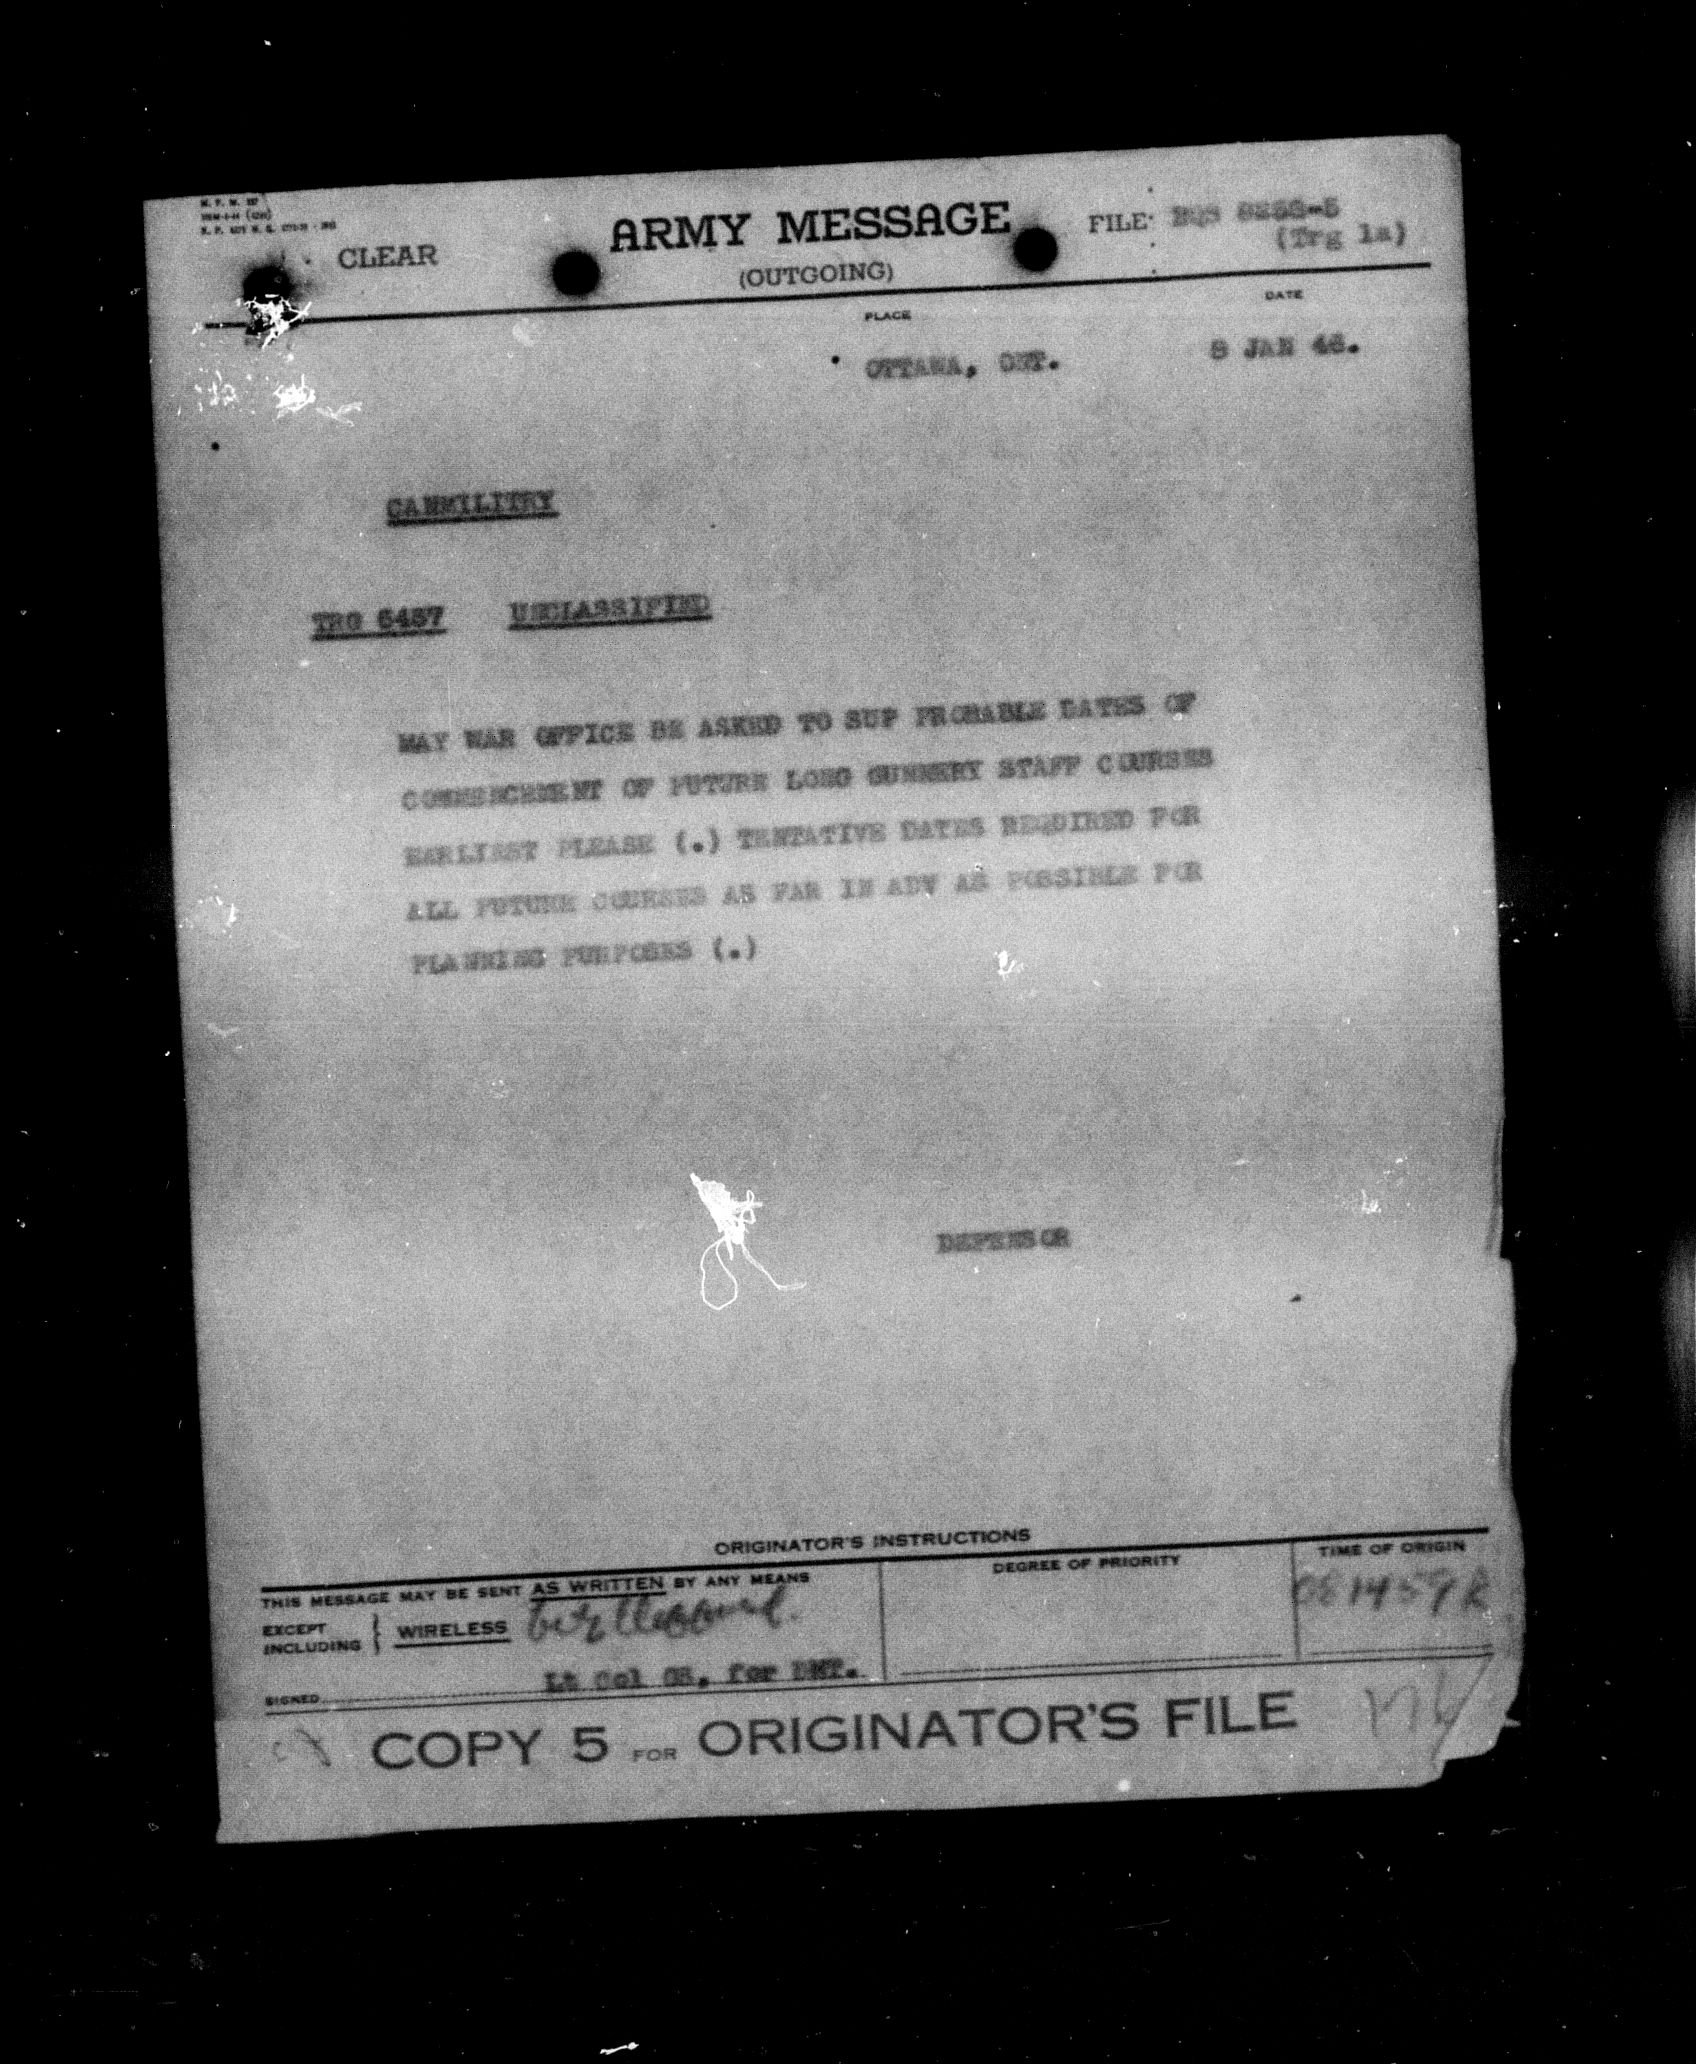 CLEAR
ARMY MESSAGE
(OUTGOING)
FILE: HQS
(Trg 1a)
PLACE
DATE
OTTAWA, ONT.
8 JAN 46.
CANMILITRY
TRG 6457 UNCLASSIFIED
MAY WAR OFFICE BE ASKED TO SUP PROBABLE DATES OF
COMMENCEMENT OF FUTURE LONG GUNNERY STAFF COURSES
EARLIEST PLEASE (.) TENTATIVE DATES REQUIRED FOR
ALL FUTURE COURSES AS FAR IN ADV AS POSSIBLE FOR
PLANNING PURPOSES (.)
DEFENSOR
ORIGINATOR'S INSTRUCTIONS
THIS MESSAGE MAY BE SENT AS WRITTEN BY ANY MEANS
EXCEPT
INCLUDING } WIRELESS
DEGREE OF PRIORITY
TIME OF ORIGIN
081459R
Lt Col GS, for DMT.
SIGNED
COPY 5 FOR ORIGINATOR'S FILE